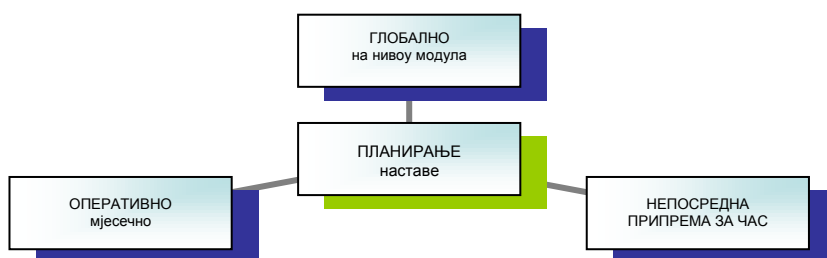 ГЛОБАЛНО
на нивоу модула
ПЛАНИРАЊЕ
наставе
ОПЕРАТИВНО
мјесечно
НЕПОСРЕДНА
ПРИПРЕМА ЗА ЧАС